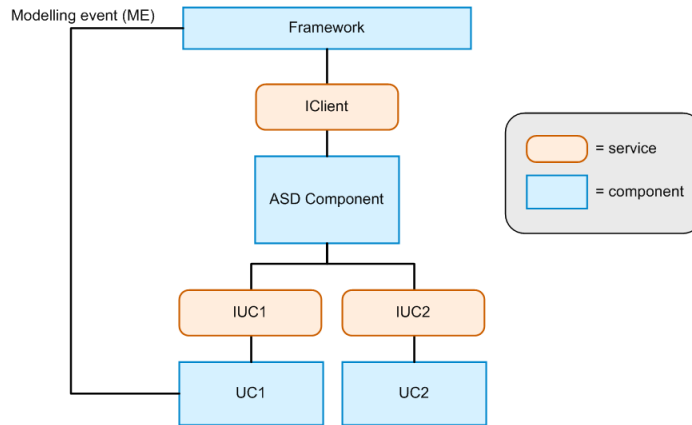 Modelling event (ME)
Framework
IClient
= service
= component
ASD Component
IUC1
IUC2
UC1
UC2